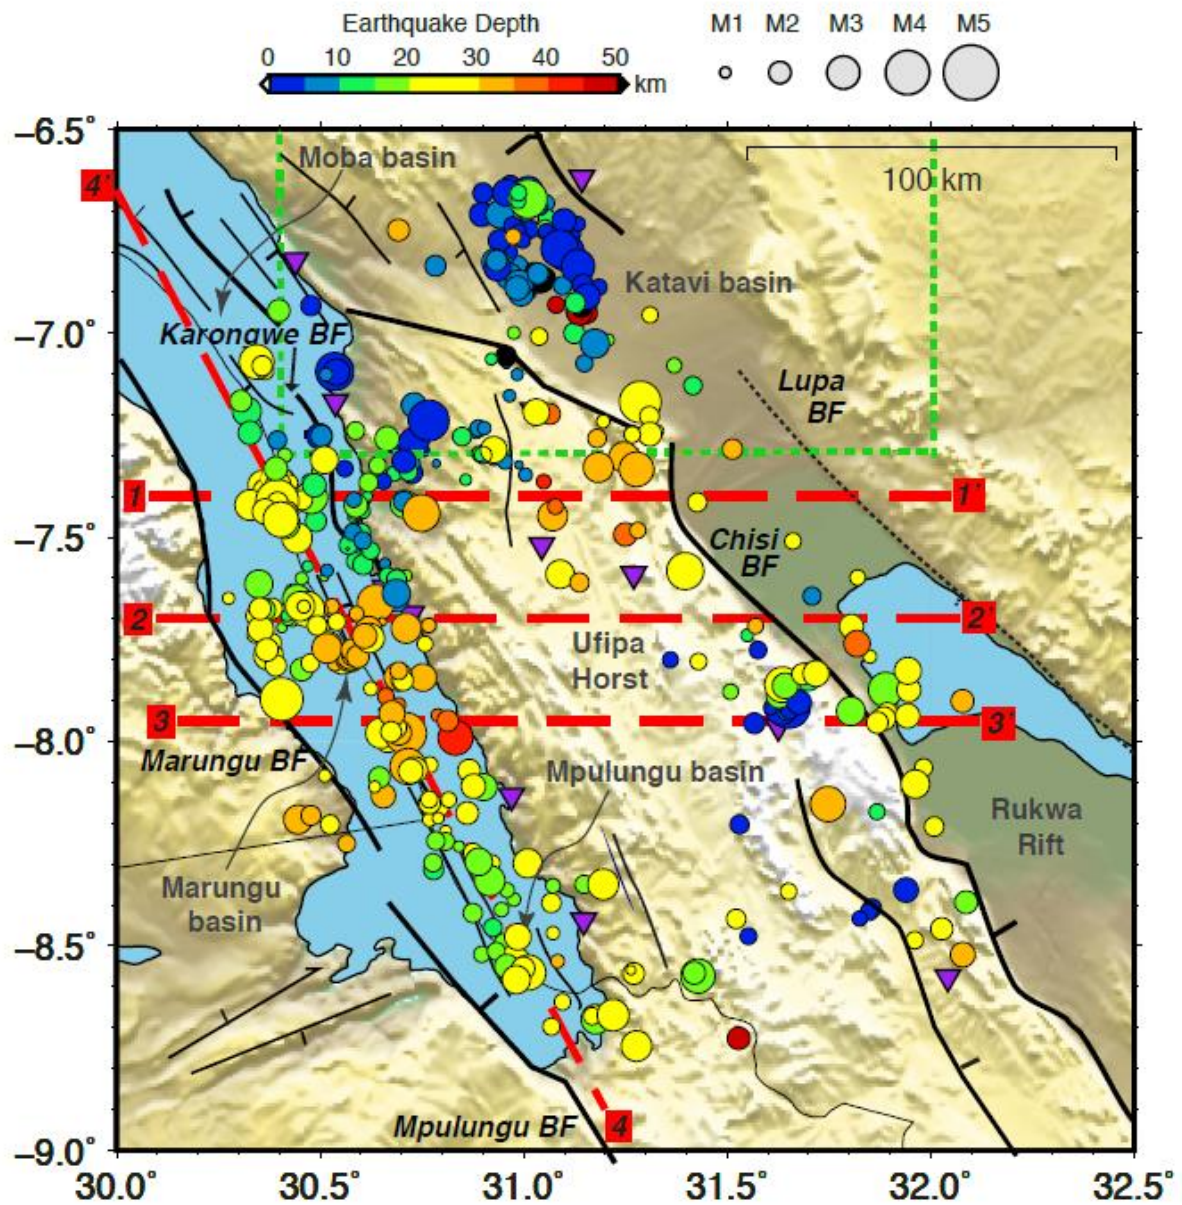 Earthquake Depth
M1 M2 M3 M4 M5
0 10 20 30 40 50
km
−6.5°
Moba basin
100 km
4'
Katavi basin
−7.0°
Karongwe BF
Lupa
BF
1 1'
−7.5°
Chisi
BF
2 2'
Ufipa
Horst
3 3'
−8.0°
Marungu BF
Mpulungu basin
Rukwa
Rift
Marungu
basin
−8.5°
Mpulungu BF
4
−9.0°
30.0° 30.5° 31.0° 31.5° 32.0° 32.5°